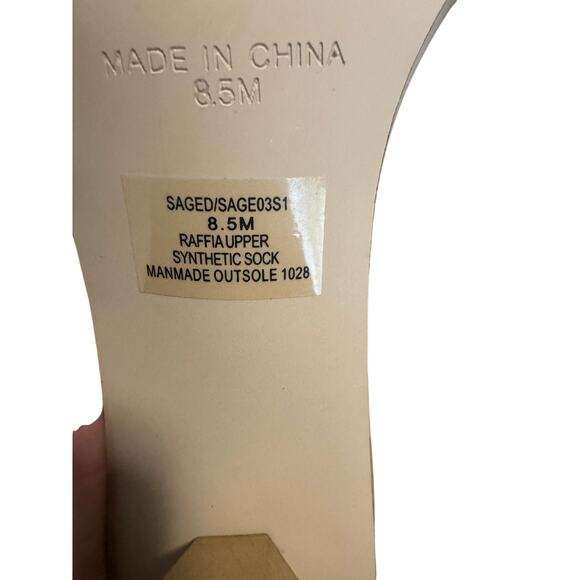 MADE IN CHINA
8.5M
SAGED/SAGE03S1
8.5M
RAFFIA UPPER
SYNTHETIC SOCK
MANMADE OUTSOLE 1028